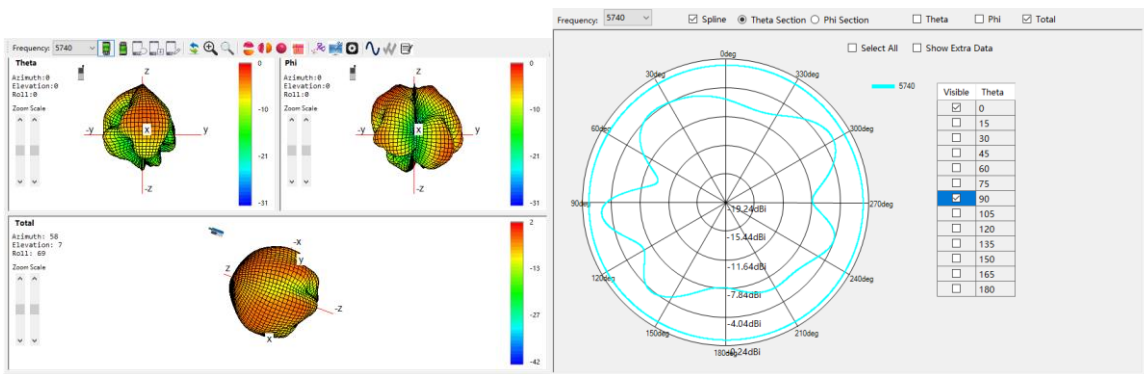 Frequency: 5740
Theta
Azimuth:0
Elevation:0
Roll:0
Zoom Scale
z
-y
x
y
-z
0
-10
-21
-31
Phi
Azimuth:0
Elevation:0
Roll:0
Zoom Scale
z
-y
x
y
-z
0
-10
-21
-31
Total
Azimuth: 58
Elevation: 7
Roll: 69
Zoom Scale
-x
y
z
-z
x
2
-13
-27
-42
Frequency: 5740 Spline Theta Section Phi Section Theta Phi Total
Select All Show Extra Data
0deg
30deg
330deg
60deg
300deg
90deg
270deg
120deg
240deg
150deg
210deg
180deg
-19.24dBi
-15.44dBi
-11.64dBi
-7.84dBi
-4.04dBi
5740
Visible Theta
0
15
30
45
60
75
90
105
120
135
150
165
180